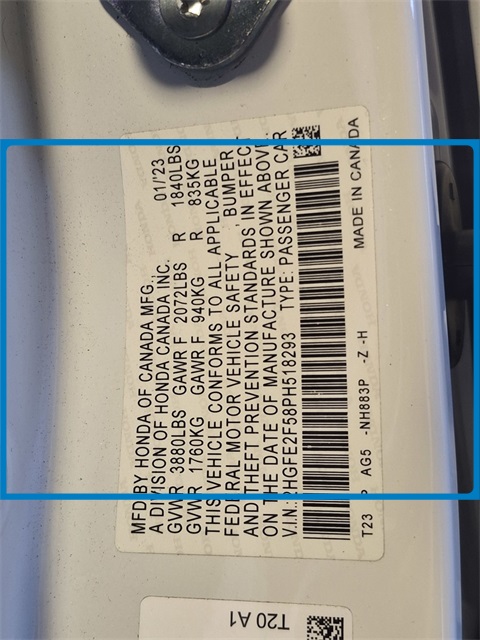 MFD BY HONDA OF CANADA MFG.,
A DIVISION OF HONDA CANADA INC. 01/'23
GVWR 3880LBS GAWR F 2072LBS R 1840LBS
GVWR 1760KG GAWR F 940KG R 835KG
THIS VEHICLE CONFORMS TO ALL APPLICABLE
FEDERAL MOTOR VEHICLE SAFETY, BUMPER,
AND THEFT PREVENTION STANDARDS IN EFFECT
ON THE DATE OF MANUFACTURE SHOWN ABOVE.
V.I.N.: 2HGFE2F58PH518293 TYPE: PASSENGER CAR
T23 P AG5 -NH883P -Z -H MADE IN CANADA
T20 A1